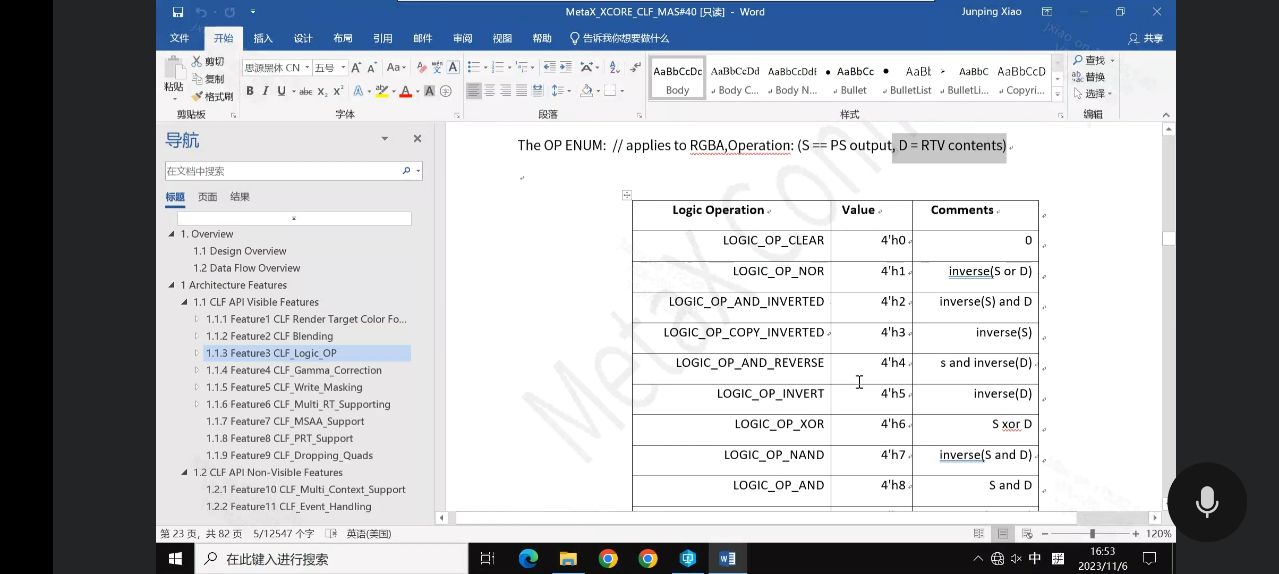 MetaX_XCORE_CLF_MAS#40 [只读] - Word
Junping Xiao
文件 开始 插入 设计 布局 引用 邮件 审阅 视图 帮助 告诉我你想要做什么 共享
粘贴 剪切 复制 格式刷
思源黑体 CN 五号
AaBbCcDc AaBbCcDd AaBbCcDdE AaBbCc AaBb AaBbC AaBbCcD
Body Body C... Body N... Bullet BulletList BulletLi... Copyri...
查找 替换 选择
剪贴板 字体 段落 样式 编辑
导航
在文档中搜索
标题 页面 结果
1. Overview
1.1 Design Overview
1.2 Data Flow Overview
1 Architecture Features
1.1 CLF API Visible Features
1.1.1 Feature1 CLF Render Target Color Fo...
1.1.2 Feature2 CLF Blending
1.1.3 Feature3 CLF_Logic_OP
1.1.4 Feature4 CLF_Gamma_Correction
1.1.5 Feature5 CLF_Write_Masking
1.1.6 Feature6 CLF_Multi_RT_Supporting
1.1.7 Feature7 CLF_MSAA_Support
1.1.8 Feature8 CLF_PRT_Support
1.1.9 Feature9 CLF_Dropping_Quads
1.2 CLF API Non-Visible Features
1.2.1 Feature10 CLF_Multi_Context_Support
1.2.2 Feature11 CLF_Event_Handling
The OP ENUM: // applies to RGBA,Operation: (S == PS output, D = RTV contents)
Logic Operation Value Comments
LOGIC_OP_CLEAR 4'h0 0
LOGIC_OP_NOR 4'h1 inverse(S or D)
LOGIC_OP_AND_INVERTED 4'h2 inverse(S) and D
LOGIC_OP_COPY_INVERTED 4'h3 inverse(S)
LOGIC_OP_AND_REVERSE 4'h4 s and inverse(D)
LOGIC_OP_INVERT 4'h5 inverse(D)
LOGIC_OP_XOR 4'h6 S xor D
LOGIC_OP_NAND 4'h7 inverse(S and D)
LOGIC_OP_AND 4'h8 S and D
第 23 页，共 82 页 5/12547 个字 英语(美国) 120%
在此键入进行搜索
中
16:53
2023/11/6